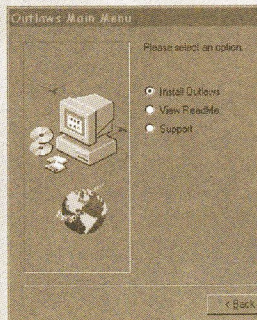 Outlaws Main Menu
Please select an option.
Install Outlaws
View ReadMe
Support
< Back